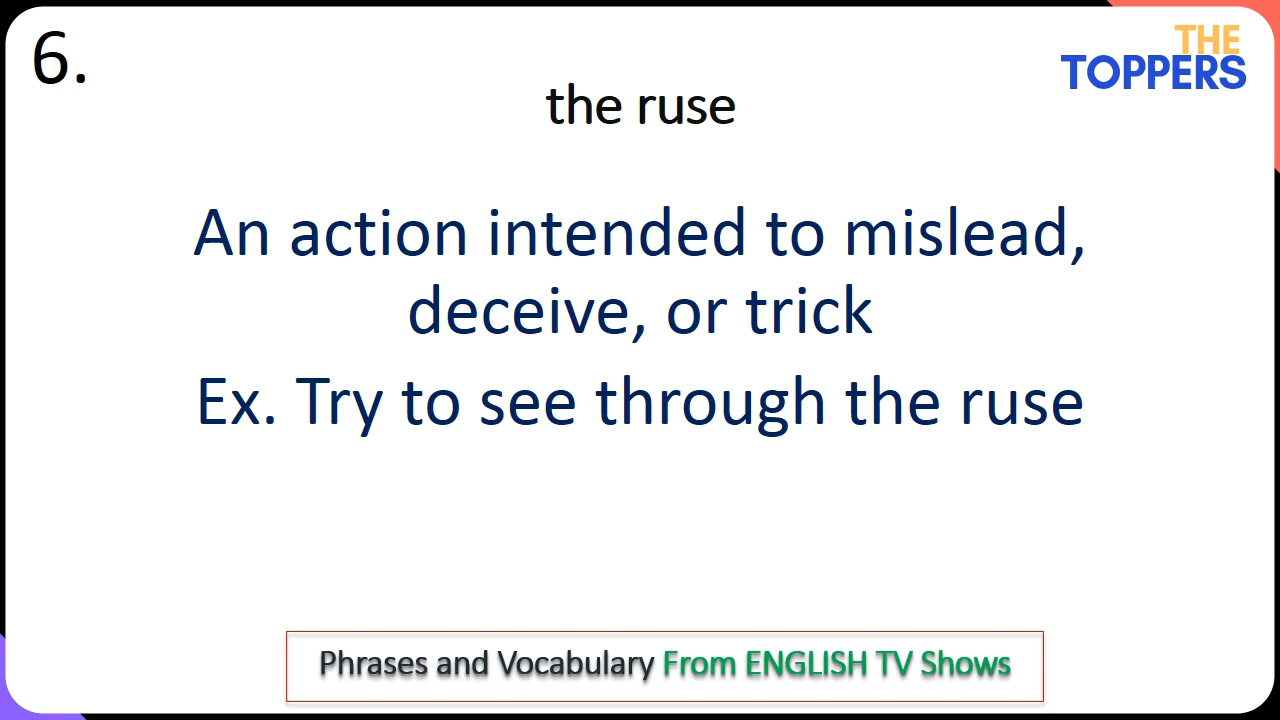 6.
THE
TOPPERS
the ruse
An action intended to mislead,
deceive, or trick
Ex. Try to see through the ruse
Phrases and Vocabulary From ENGLISH TV Shows